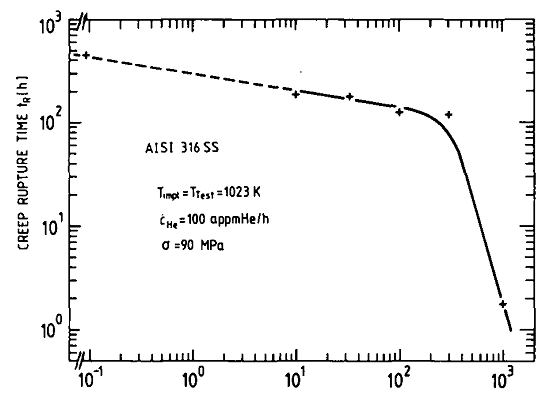 10³
10²
10¹
10⁰
CREEP RUPTURE TIME t_R [h]
AISI 316 SS
T_Impl = T_Test = 1023 K
ċ_He = 100 appmHe/h
σ = 90 MPa
10⁻¹ 10⁰ 10¹ 10² 10³